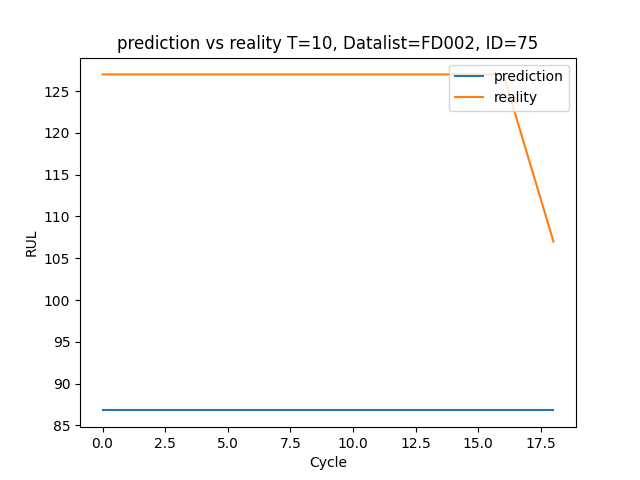 prediction vs reality T=10, Datalist=FD002, ID=75
prediction
reality
125
120
115
110
105
100
95
90
85
RUL
0.0 2.5 5.0 7.5 10.0 12.5 15.0 17.5
Cycle